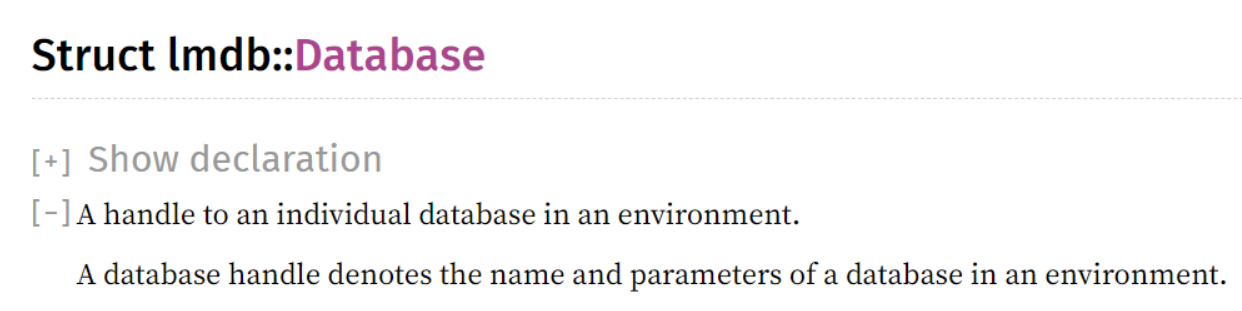 Struct lmdb::Database
[+] Show declaration
[-] A handle to an individual database in an environment.
A database handle denotes the name and parameters of a database in an environment.